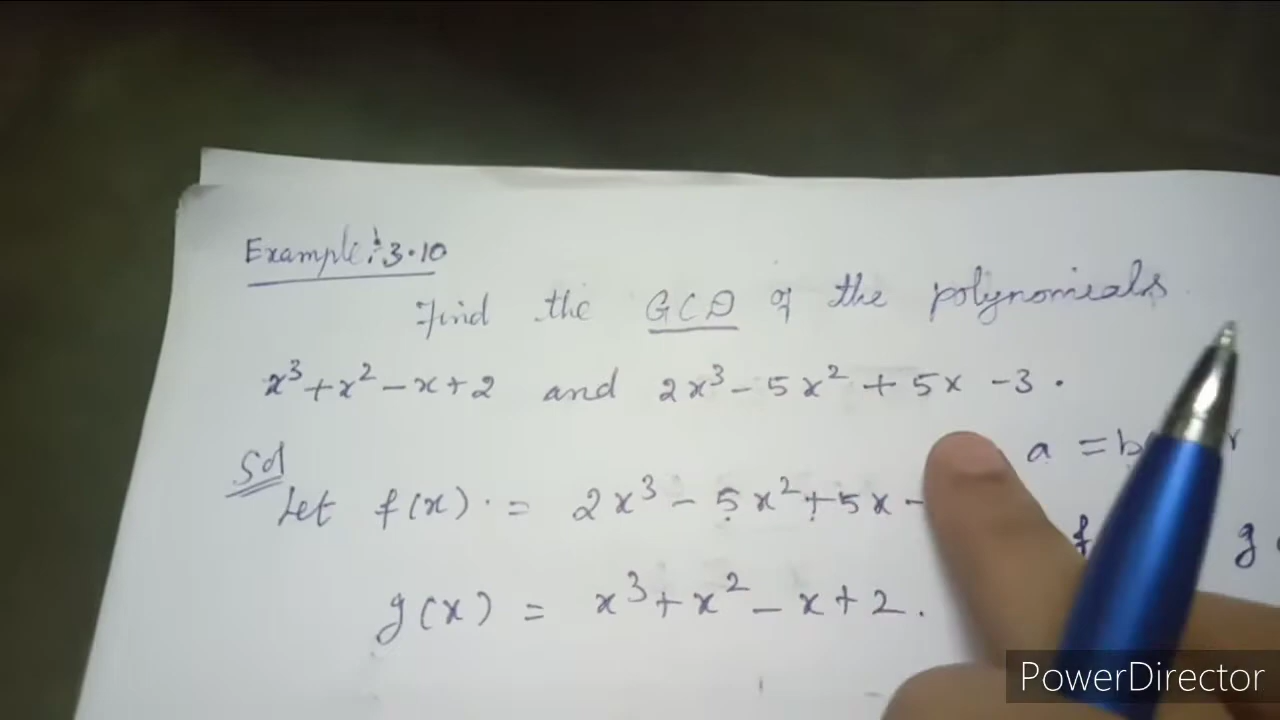 Example: 3.10
Find the GCD of the polynomials
x³ + x² - x + 2 and 2x³ - 5x² + 5x - 3.
Sol
a = b
Let f(x) = 2x³ - 5x² + 5x -
g
g(x) = x³ + x² - x + 2.
PowerDirector